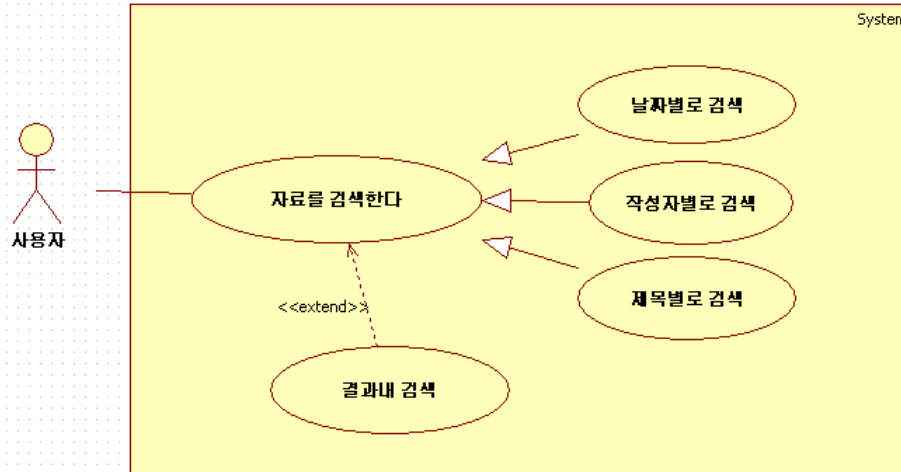 System
날짜별로 검색
자료를 검색한다
작성자별로 검색
사용자
제목별로 검색
<<extend>>
결과내 검색